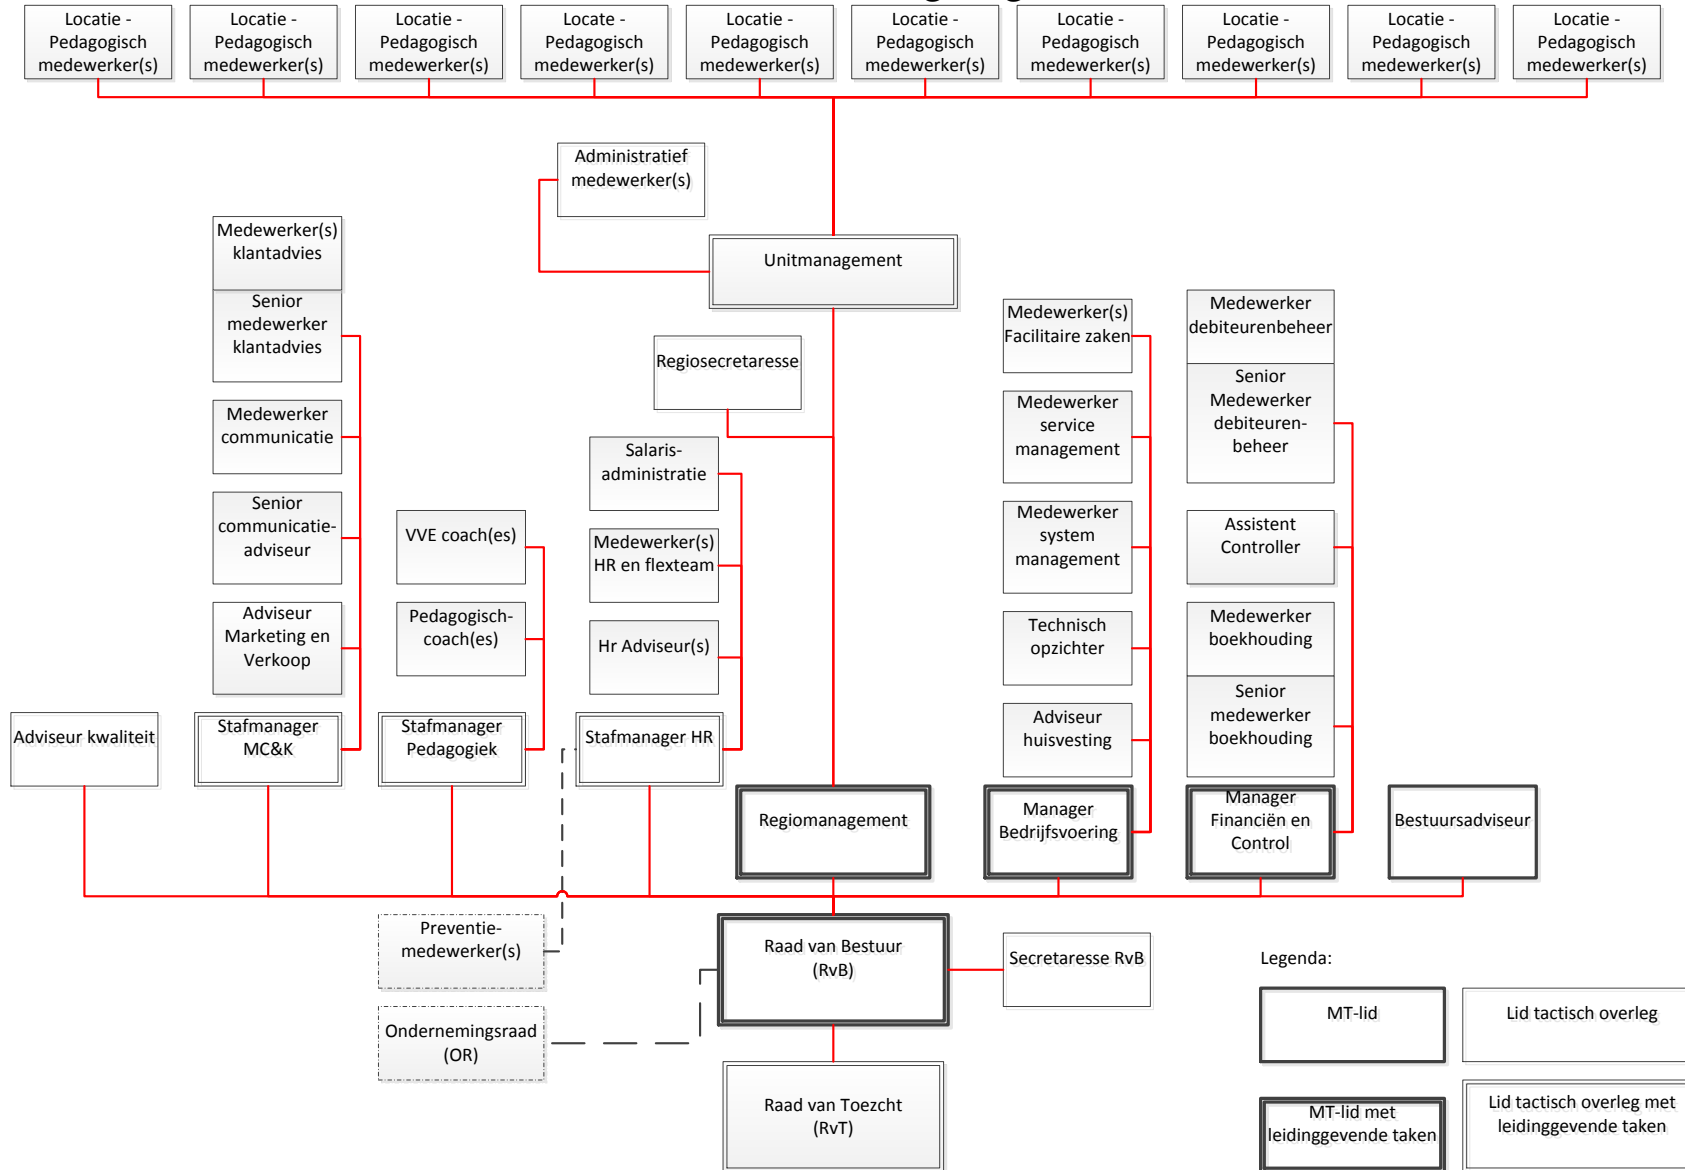 Locatie -
Pedagogisch
medewerker(s)
Locatie -
Pedagogisch
medewerker(s)
Locatie -
Pedagogisch
medewerker(s)
Locatie -
Pedagogisch
medewerker(s)
Locatie -
Pedagogisch
medewerker(s)
Locatie -
Pedagogisch
medewerker(s)
Locatie -
Pedagogisch
medewerker(s)
Locatie -
Pedagogisch
medewerker(s)
Locatie -
Pedagogisch
medewerker(s)
Locatie -
Pedagogisch
medewerker(s)
Administratief
medewerker(s)
Unitmanagement
Regiosecretaresse
Medewerker(s)
klantadvies
Senior
medewerker
klantadvies
Medewerker
communicatie
Senior
communicatie-
adviseur
Adviseur
Marketing en
Verkoop
VVE coach(es)
Pedagogisch-
coach(es)
Salaris-
administratie
Medewerker(s)
HR en flexteam
Hr Adviseur(s)
Medewerker(s)
Facilitaire zaken
Medewerker
service
management
Medewerker
system
management
Technisch
opzichter
Adviseur
huisvesting
Medewerker
debiteurenbeheer
Senior
Medewerker
debiteuren-
beheer
Assistent
Controller
Medewerker
boekhouding
Senior
medewerker
boekhouding
Adviseur kwaliteit
Stafmanager
MC&K
Stafmanager
Pedagogiek
Stafmanager HR
Regiomanagement
Manager
Bedrijfsvoering
Manager
Financiën en
Control
Bestuursadviseur
Preventie-
medewerker(s)
Ondernemingsraad
(OR)
Raad van Bestuur
(RvB)
Secretaresse RvB
Raad van Toezcht
(RvT)
Legenda:
MT-lid
Lid tactisch overleg
MT-lid met
leidinggevende taken
Lid tactisch overleg met
leidinggevende taken